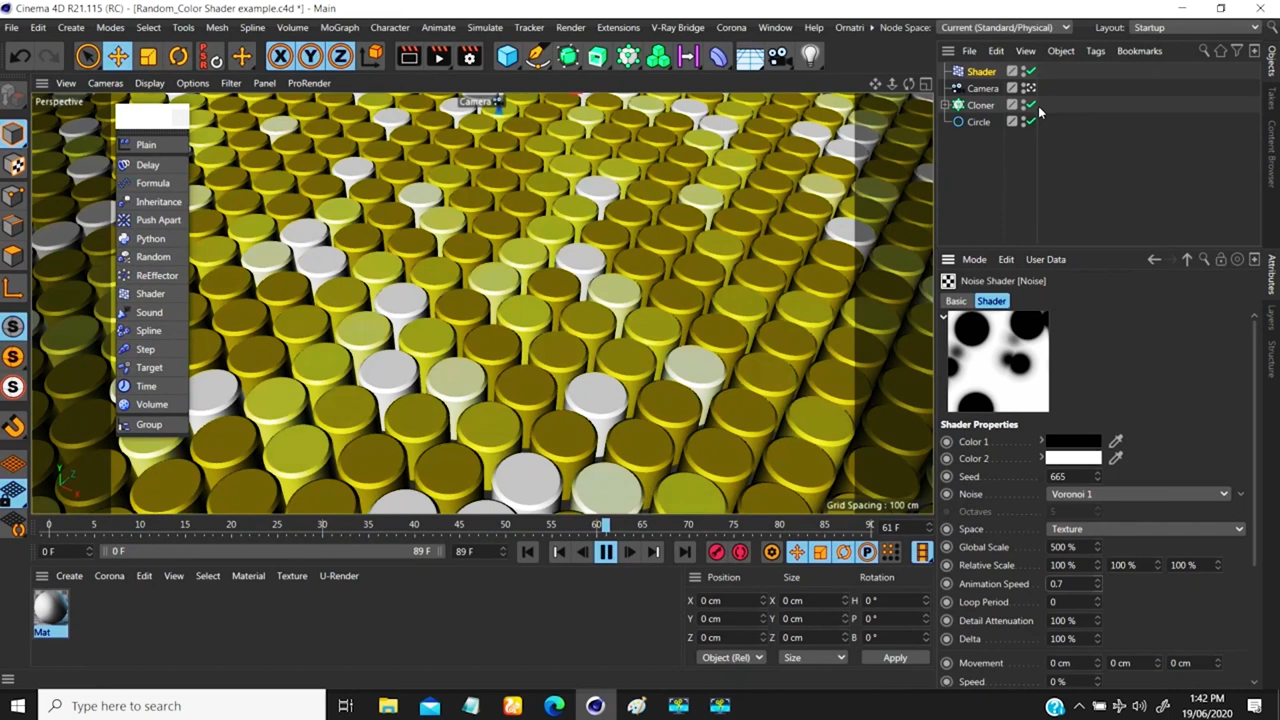 Cinema 4D R21.115 (RC) - [Random_Color Shader example.c4d *] - Main
File Edit Create Modes Select Tools Mesh Spline Volume MoGraph Character Animate Simulate Tracker Render Extensions V-Ray Bridge Corona Window Help Ornatri Node Space: Current (Standard/Physical) Layout: Startup
View Cameras Display Options Filter Panel ProRender
File Edit View Object Tags Bookmarks
Perspective
Camera
Shader
Camera
Cloner
Circle
Plain
Delay
Formula
Inheritance
Push Apart
Python
Random
ReEffector
Shader
Sound
Spline
Step
Target
Time
Volume
Group
Grid Spacing : 100 cm
Objects
Takes
Content Browser
Attributes
Layers
Structure
Mode Edit User Data
Noise Shader [Noise]
Basic Shader
Shader Properties
Color 1
Color 2
Seed 665
Noise Voronoi 1
Octaves 5
Space Texture
Global Scale 500 %
Relative Scale 100 % 100 % 100 %
Animation Speed 0.7
Loop Period 0
Detail Attenuation 100 %
Delta 100 %
Movement 0 cm 0 cm 0 cm
Speed 0 %
0 5 10 15 20 25 30 35 40 45 50 55 60 65 70 75 80 85 90 61 F
0 F 0 F 89 F 89 F
Create Corona Edit View Select Material Texture U-Render
Mat
Position Size Rotation
X 0 cm X 0 cm H 0 °
Y 0 cm Y 0 cm P 0 °
Z 0 cm Z 0 cm B 0 °
Object (Rel) Size Apply
Type here to search
1:42 PM
19/06/2020